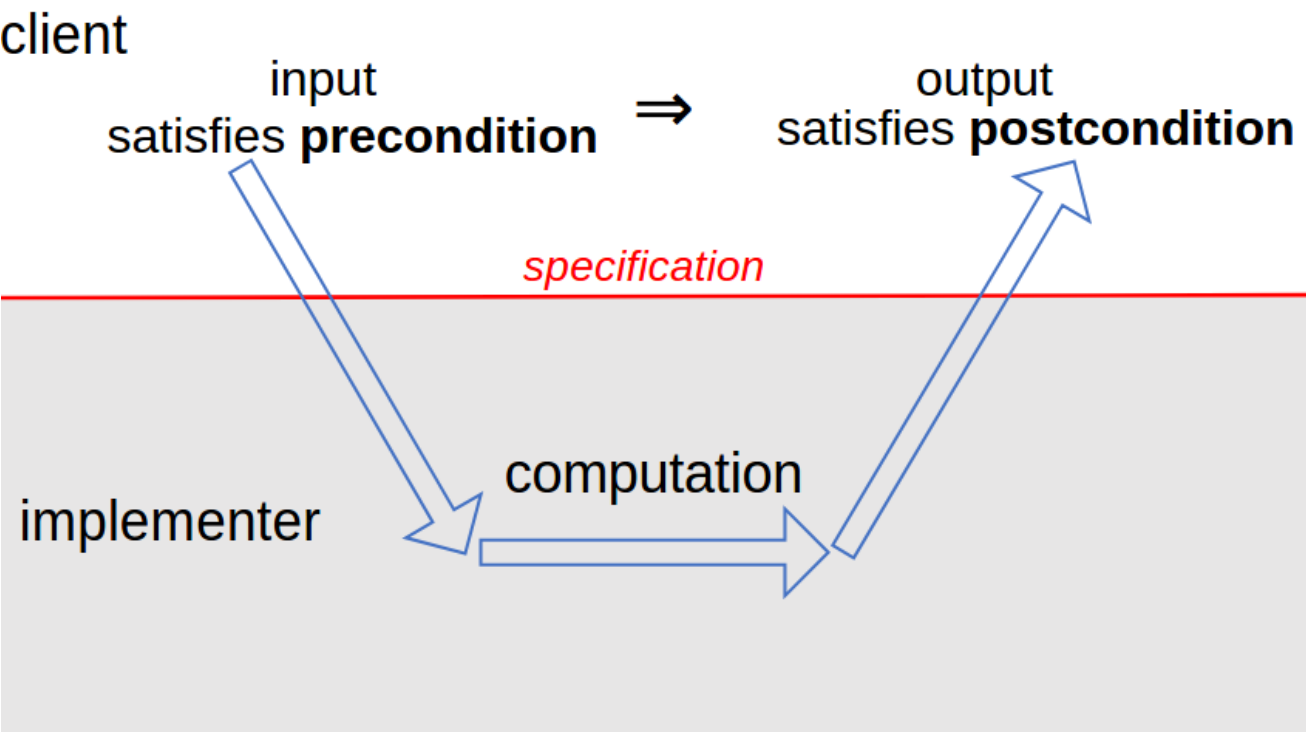 client
input
satisfies precondition
⇒
output
satisfies postcondition
specification
computation
implementer